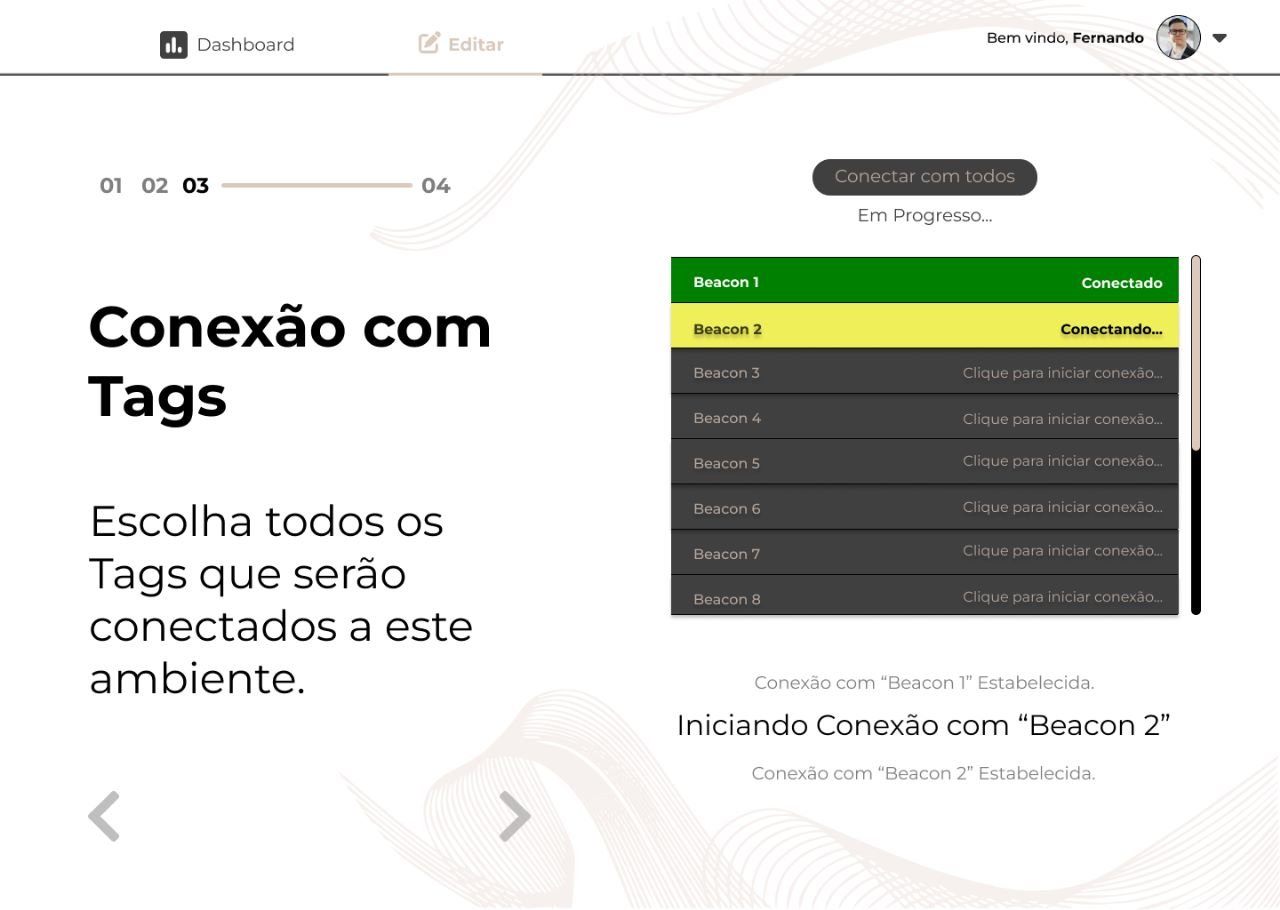 Dashboard
Editar
Bem vindo, Fernando
01 02 03 04
Conexão com
Tags
Escolha todos os
Tags que serão
conectados a este
ambiente.
Conectar com todos
Em Progresso...
Beacon 1 Conectado
Beacon 2 Conectando...
Beacon 3 Clique para iniciar conexão...
Beacon 4 Clique para iniciar conexão...
Beacon 5 Clique para iniciar conexão...
Beacon 6 Clique para iniciar conexão...
Beacon 7 Clique para iniciar conexão...
Beacon 8 Clique para iniciar conexão...
Conexão com “Beacon 1” Estabelecida.
Iniciando Conexão com “Beacon 2”
Conexão com “Beacon 2” Estabelecida.